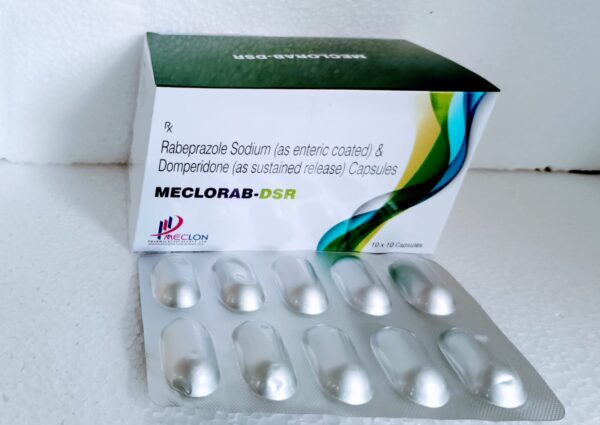 MECLORAB-DSR
Rx
Rabeprazole Sodium (as enteric coated) &
Domperidone (as sustained release) Capsules
MECLORAB-DSR
MECLON
10 x 10 Capsules